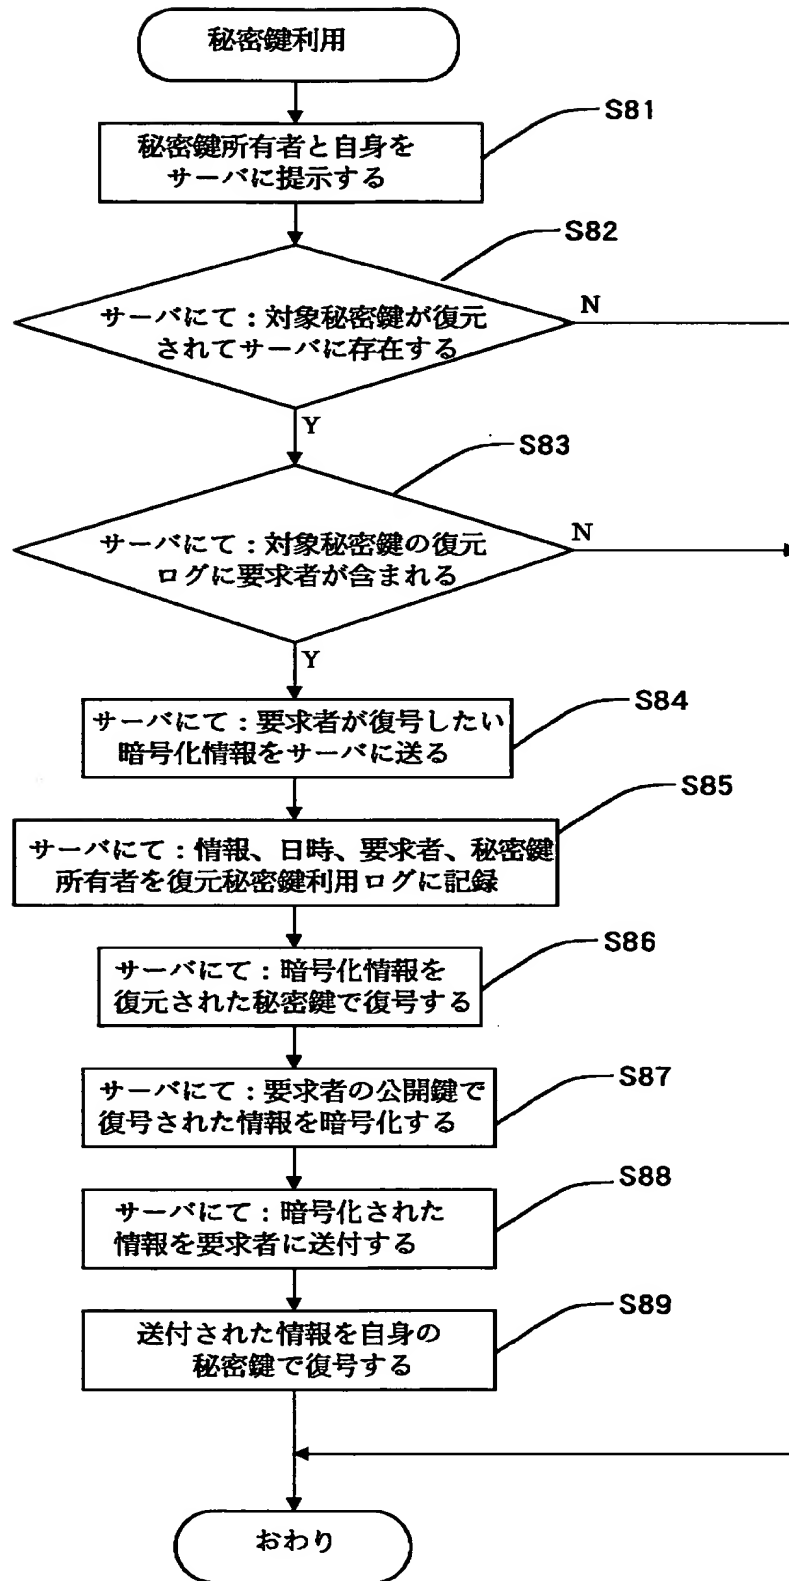 秘密鍵利用
S81
秘密鍵所有者と自身を
サーバに提示する
S82
サーバにて：対象秘密鍵が復元
されてサーバに存在する
N
Y
S83
サーバにて：対象秘密鍵の復元
ログに要求者が含まれる
N
Y
S84
サーバにて：要求者が復号したい
暗号化情報をサーバに送る
S85
サーバにて：情報、日時、要求者、秘密鍵
所有者を復元秘密鍵利用ログに記録
S86
サーバにて：暗号化情報を
復元された秘密鍵で復号する
S87
サーバにて：要求者の公開鍵で
復号された情報を暗号化する
S88
サーバにて：暗号化された
情報を要求者に送付する
S89
送付された情報を自身の
秘密鍵で復号する
おわり